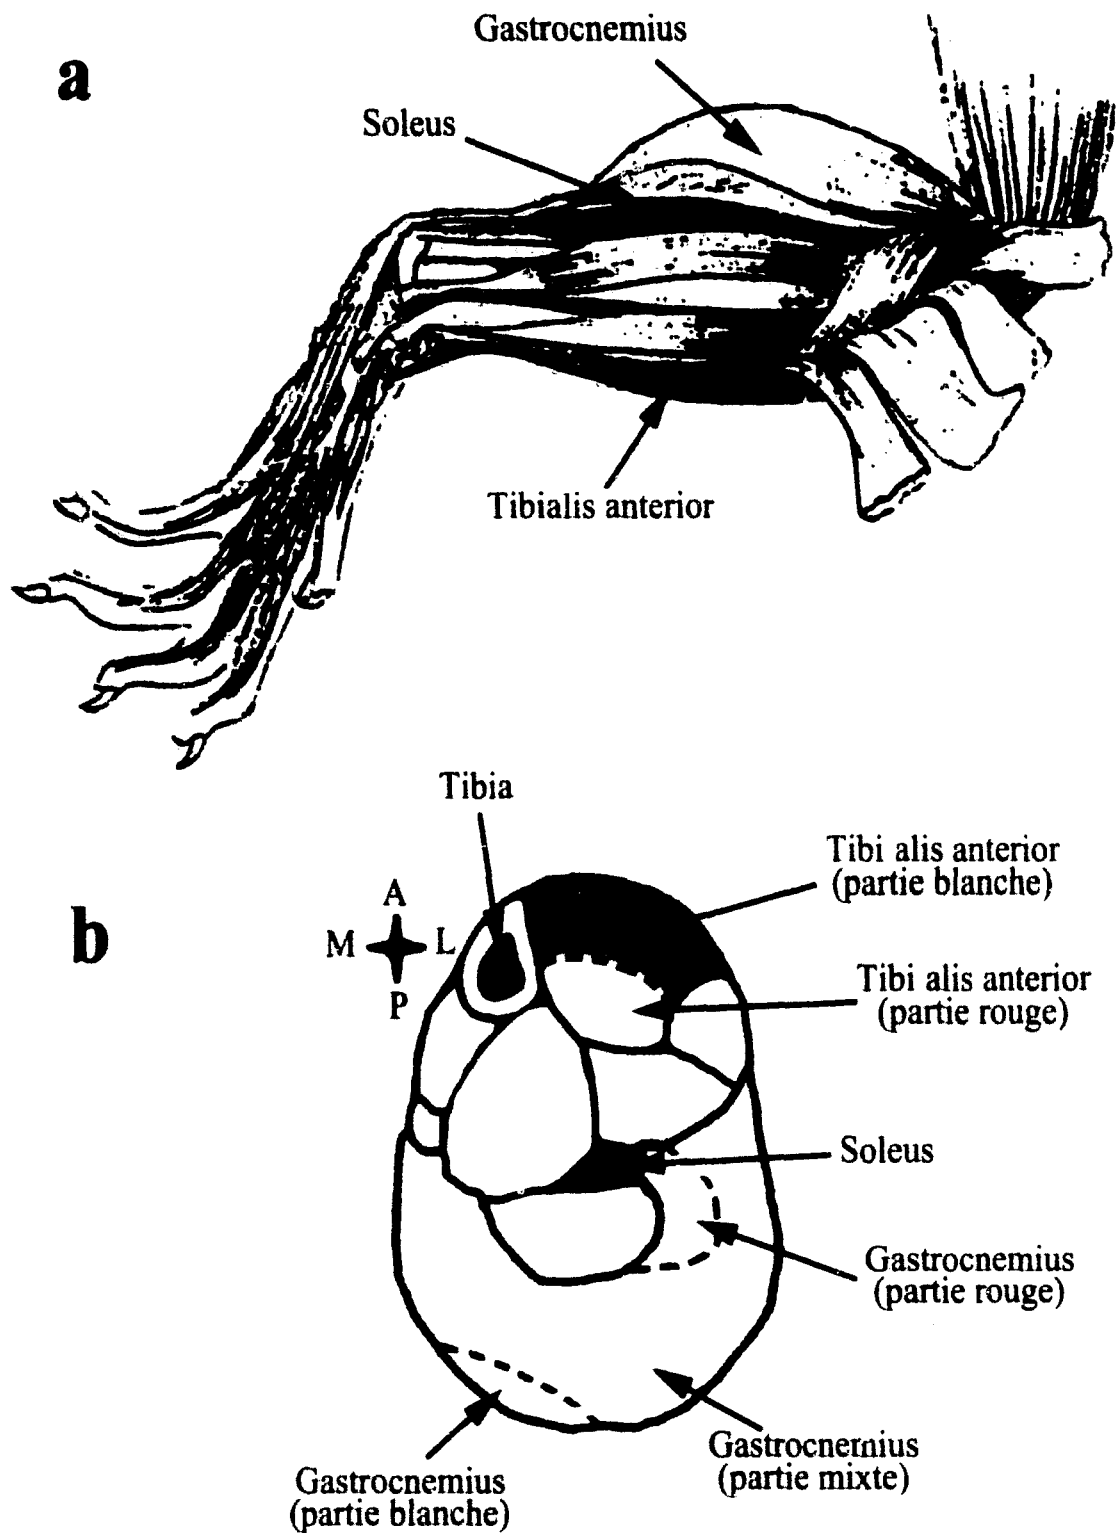 a
Gastrocnemius
Soleus
Tibialis anterior
b
Tibia
A
M
L
P
Tibi alis anterior
(partie blanche)
Tibi alis anterior
(partie rouge)
Soleus
Gastrocnemius
(partie rouge)
Gastrocnemius
(partie mixte)
Gastrocnemius
(partie blanche)